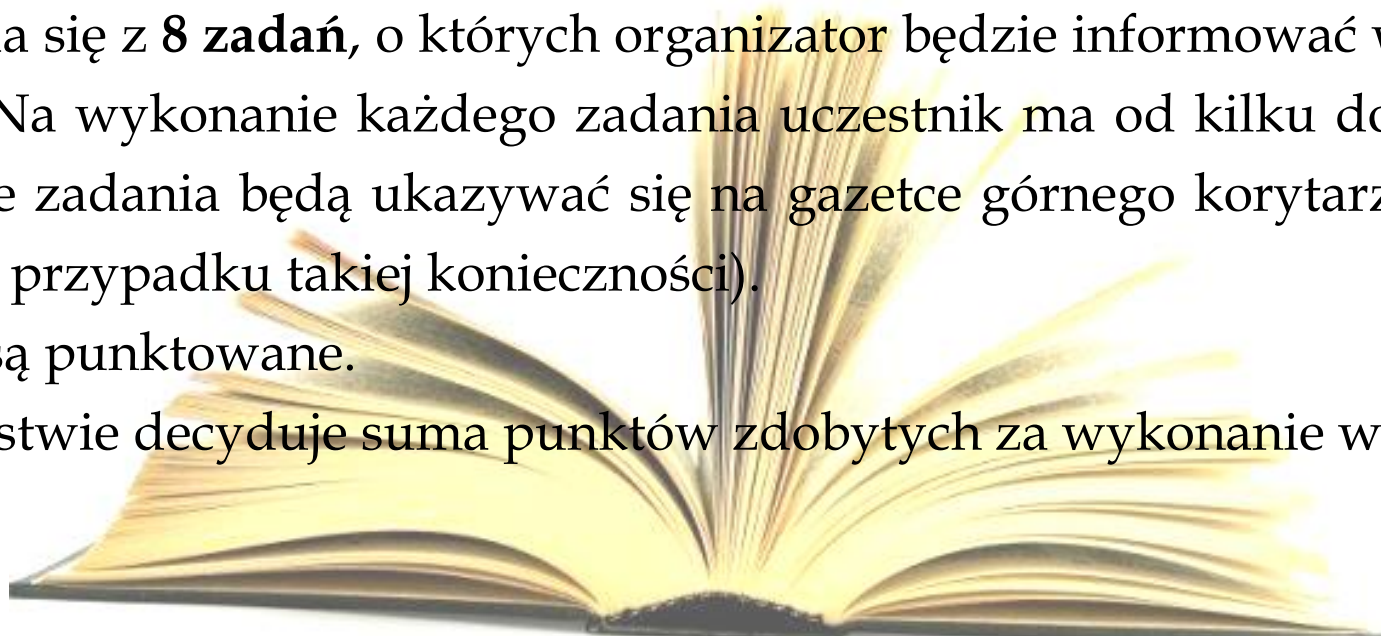 a się z 8 zadań, o których organizator będzie informować
Na wykonanie każdego zadania uczestnik ma od kilku do
e zadania będą ukazywać się na gazetce górnego korytarz
przypadku takiej konieczności).
są punktowane.
stwie decyduje suma punktów zdobytych za wykonanie w